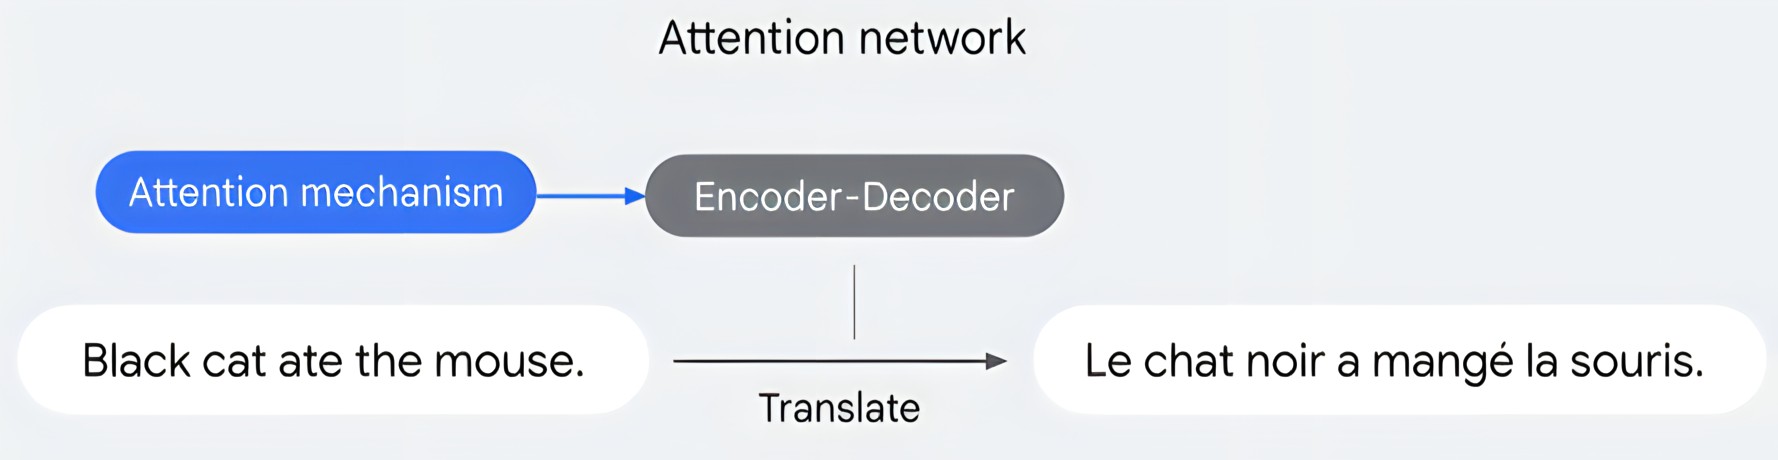 Attention network
Attention mechanism
Encoder-Decoder
Black cat ate the mouse.
Translate
Le chat noir a mangé la souris.